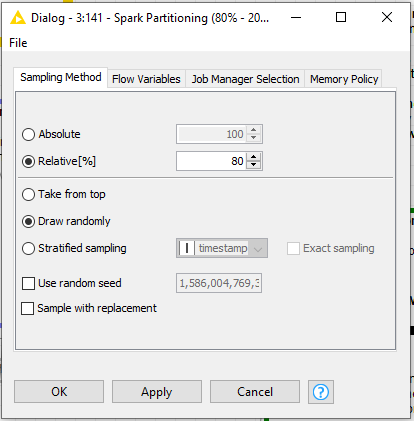 Dialog - 3:141 - Spark Partitioning (80% - 20...
File
Sampling Method Flow Variables Job Manager Selection Memory Policy
Absolute 100
Relative[%] 80
Take from top
Draw randomly
Stratified sampling I timestamp Exact sampling
Use random seed 1,586,004,769,3
Sample with replacement
OK Apply Cancel ?